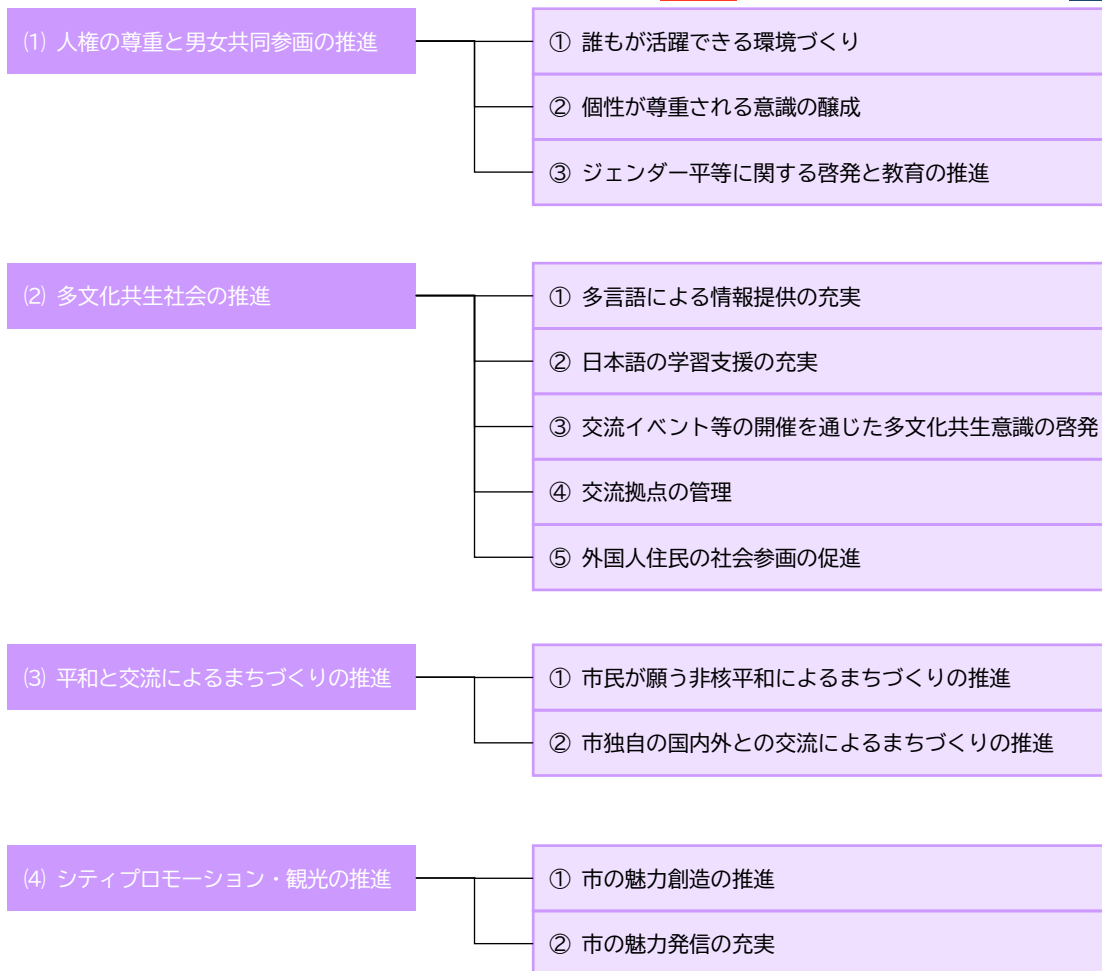 ⑴ 人権の尊重と男女共同参画の推進
① 誰もが活躍できる環境づくり
② 個性が尊重される意識の醸成
③ ジェンダー平等に関する啓発と教育の推進
⑵ 多文化共生社会の推進
① 多言語による情報提供の充実
② 日本語の学習支援の充実
③ 交流イベント等の開催を通じた多文化共生意識の啓発
④ 交流拠点の管理
⑤ 外国人住民の社会参画の促進
⑶ 平和と交流によるまちづくりの推進
① 市民が願う非核平和によるまちづくりの推進
② 市独自の国内外との交流によるまちづくりの推進
⑷ シティプロモーション・観光の推進
① 市の魅力創造の推進
② 市の魅力発信の充実